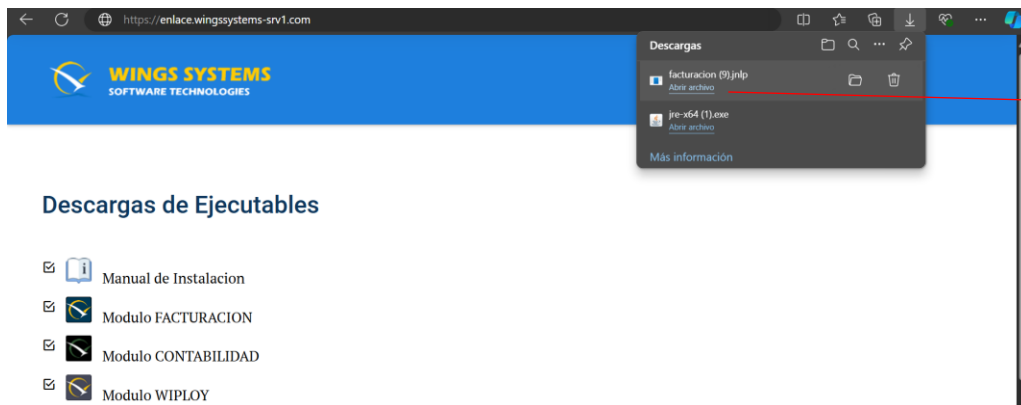 https://enlace.wingssystems-srv1.com
WINGS SYSTEMS
SOFTWARE TECHNOLOGIES
Descargas
facturacion (9).jnlp
Abrir archivo
jre-x64 (1).exe
Abrir archivo
Más información
Descargas de Ejecutables
Manual de Instalacion
Modulo FACTURACION
Modulo CONTABILIDAD
Modulo WIPLOY